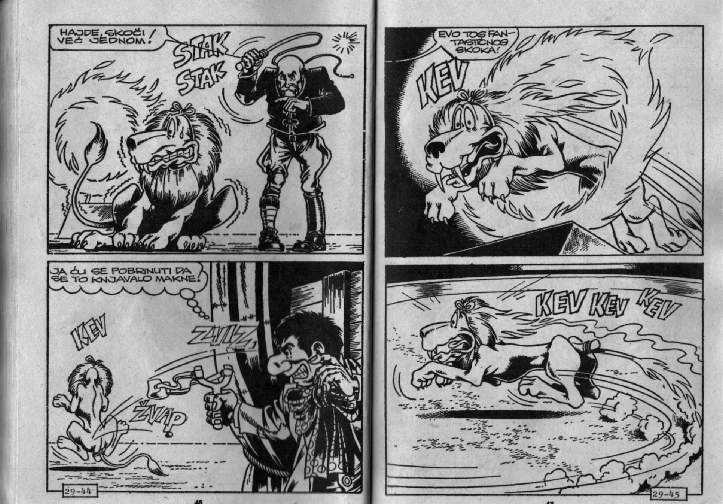 HAJDE, SKOČI
VEĆ JEDNOM!
STAK
STAK
JA ĆU SE POBRINUTI DA
SE TO KNJAVALO MAKNE!
KEV
ZVIZ
ŽVAP
29-44
EVO TOG FAN-
TASTIČNOG
SKOKA!
KEV
KEV KEV KEV
29-45